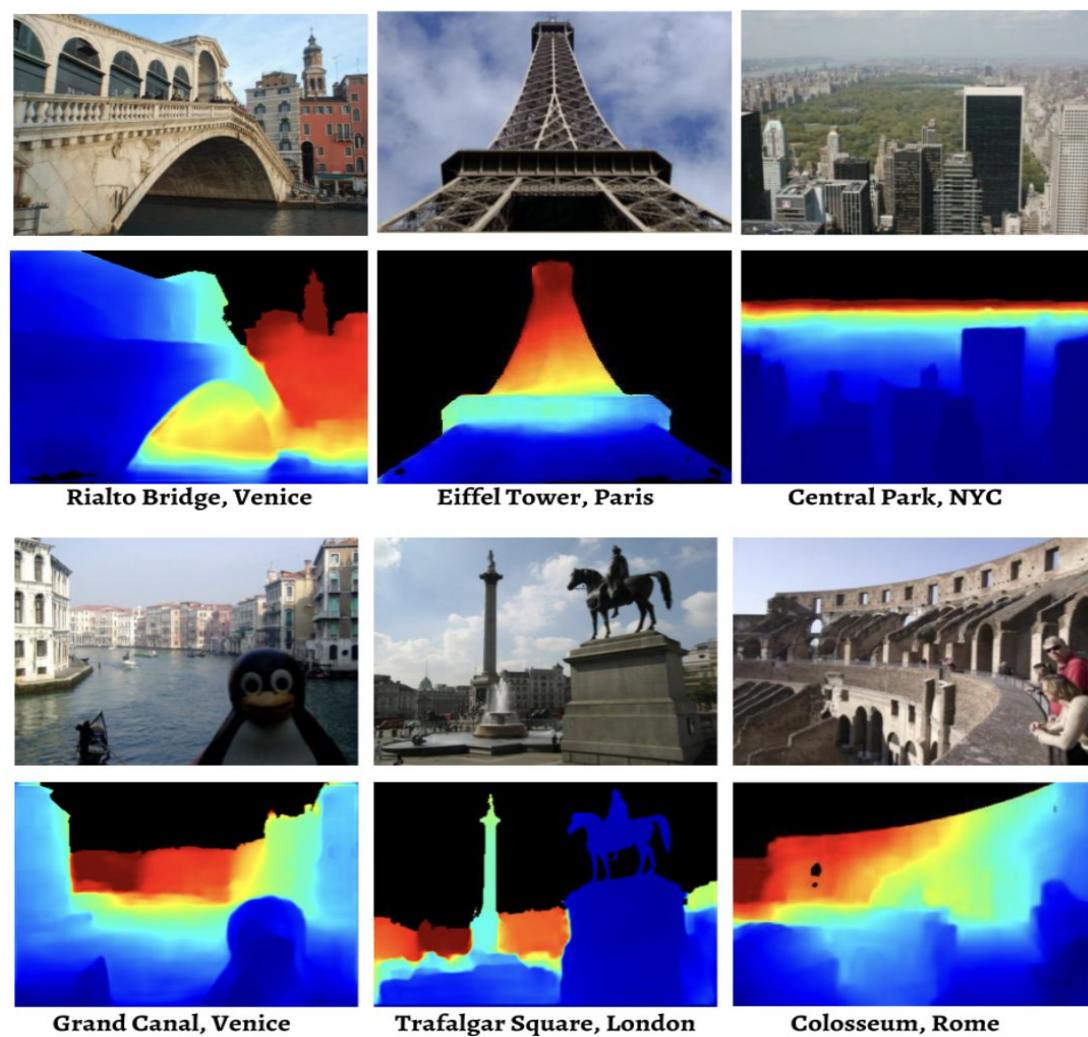 Rialto Bridge, Venice
Eiffel Tower, Paris
Central Park, NYC
Grand Canal, Venice
Trafalgar Square, London
Colosseum, Rome